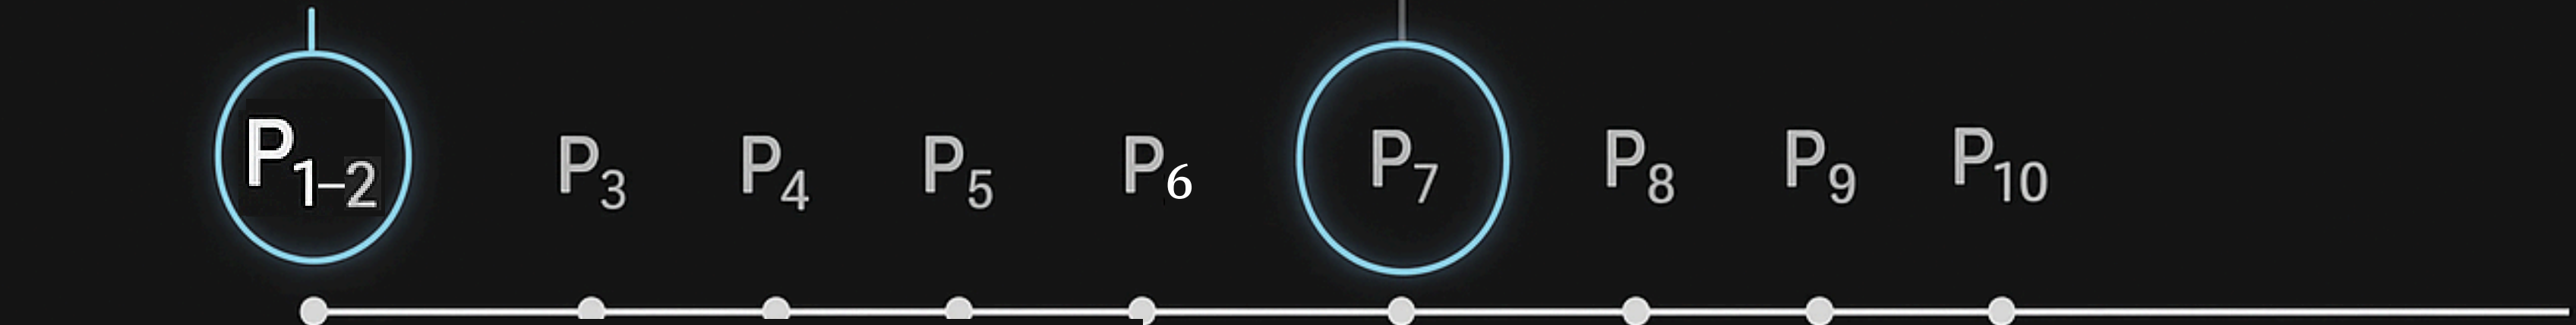 P₁₋₂ P₃ P₄ P₅ P₆ P₇ P₈ P₉ P₁₀